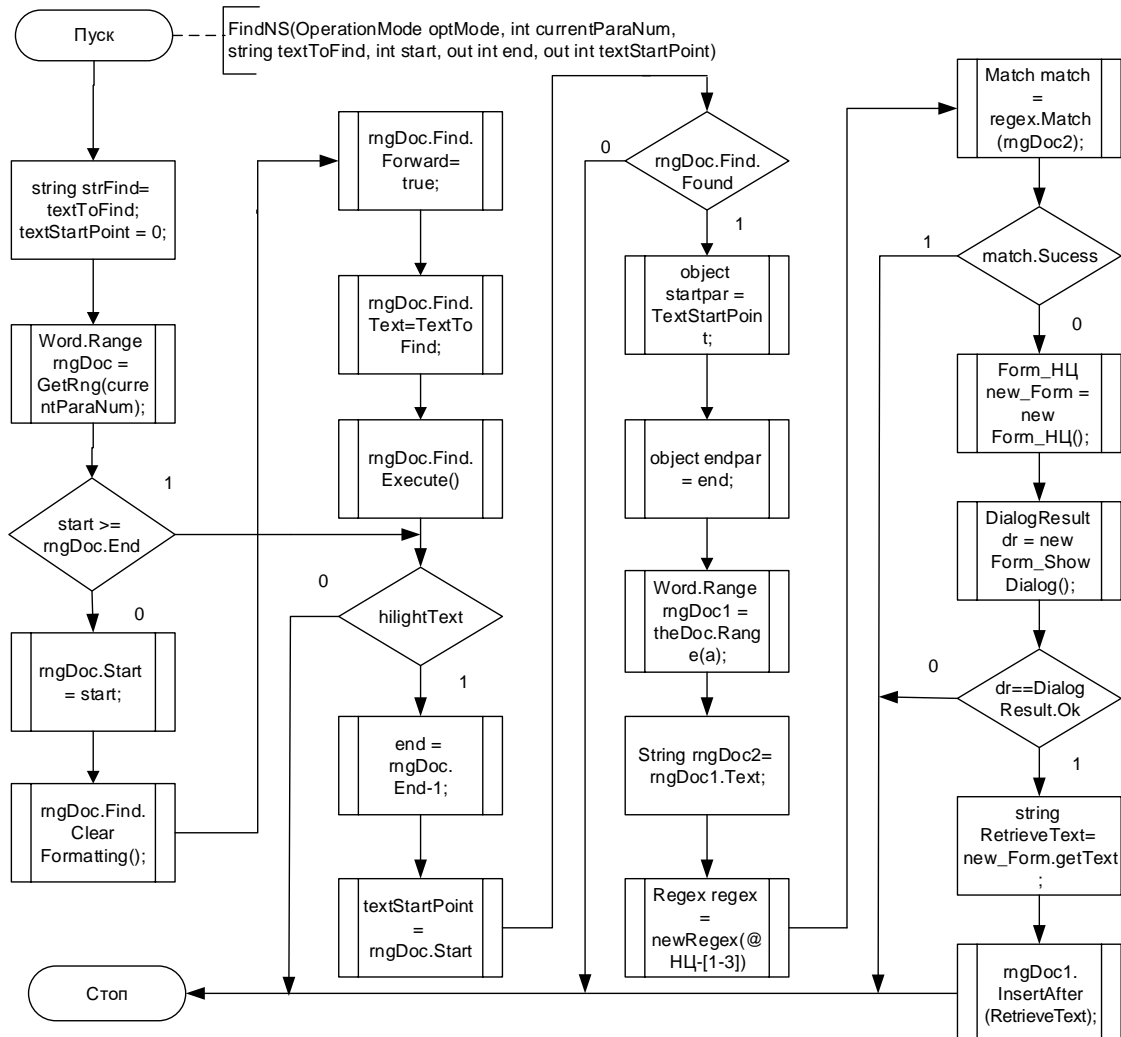 Пуск
FindNS(OperationMode optMode, int currentParaNum,
string textToFind, int start, out int end, out int textStartPoint)
string strFind=
textToFind;
textStartPoint = 0;
Word.Range
rngDoc =
GetRng(curre
ntParaNum);
start >=
rngDoc.End
1
0
rngDoc.Start
= start;
rngDoc.Find.
Clear
Formatting();
rngDoc.Find.
Forward=
true;
rngDoc.Find.
Text=TextTo
Find;
rngDoc.Find.
Execute()
hilightText
0
1
end =
rngDoc.
End-1;
textStartPoint
=
rngDoc.Start
rngDoc.Find.
Found
0
1
object
startpar =
TextStartPoin
t;
object endpar
= end;
Word.Range
rngDoc1 =
theDoc.Rang
e(a);
String rngDoc2=
rngDoc1.Text;
Regex regex
=
newRegex(@
НЦ-[1-3])
Match match
=
regex.Match
(rngDoc2);
match.Sucess
1
0
Form_НЦ
new_Form =
new
Form_НЦ();
DialogResult
dr = new
Form_Show
Dialog();
dr==Dialog
Result.Ok
0
1
string
RetrieveText=
new_Form.getText
;
rngDoc1.
InsertAfter
(RetrieveText);
Стоп